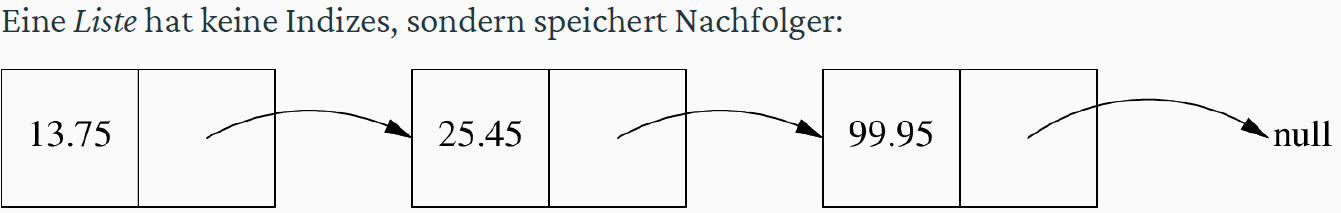 Eine Liste hat keine Indizes, sondern speichert Nachfolger:
13.75 25.45 99.95 null